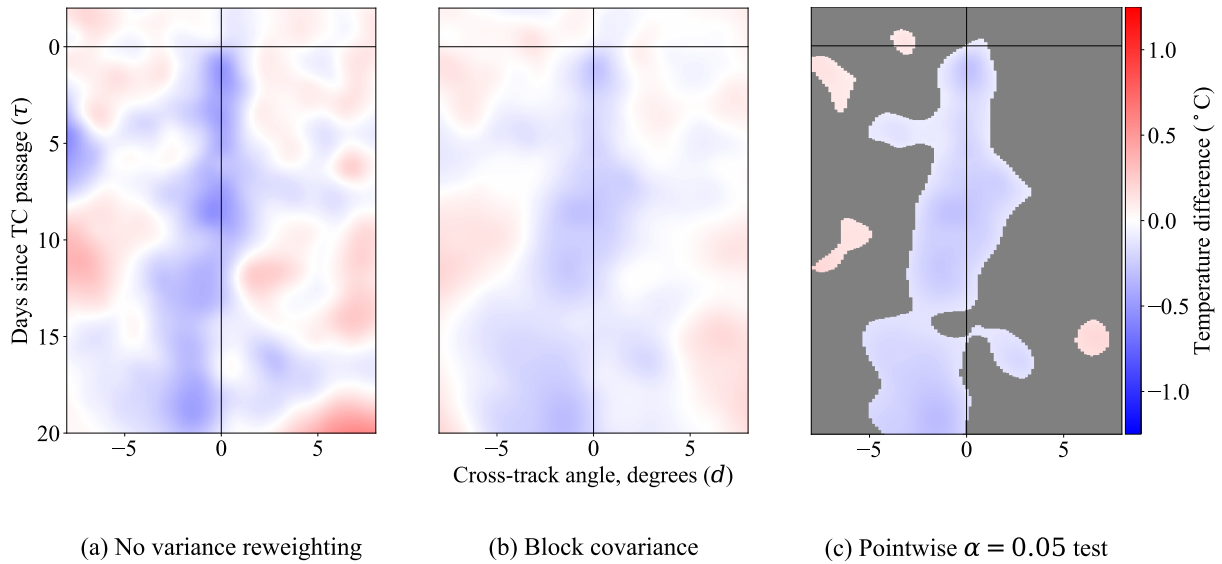 0
5
10
15
20
Days since TC passage (τ)
−5 0 5
−5 0 5
−5 0 5
Cross-track angle, degrees (d)
1.0
0.5
0.0
−0.5
−1.0
Temperature difference (°C)
(a) No variance reweighting
(b) Block covariance
(c) Pointwise α = 0.05 test